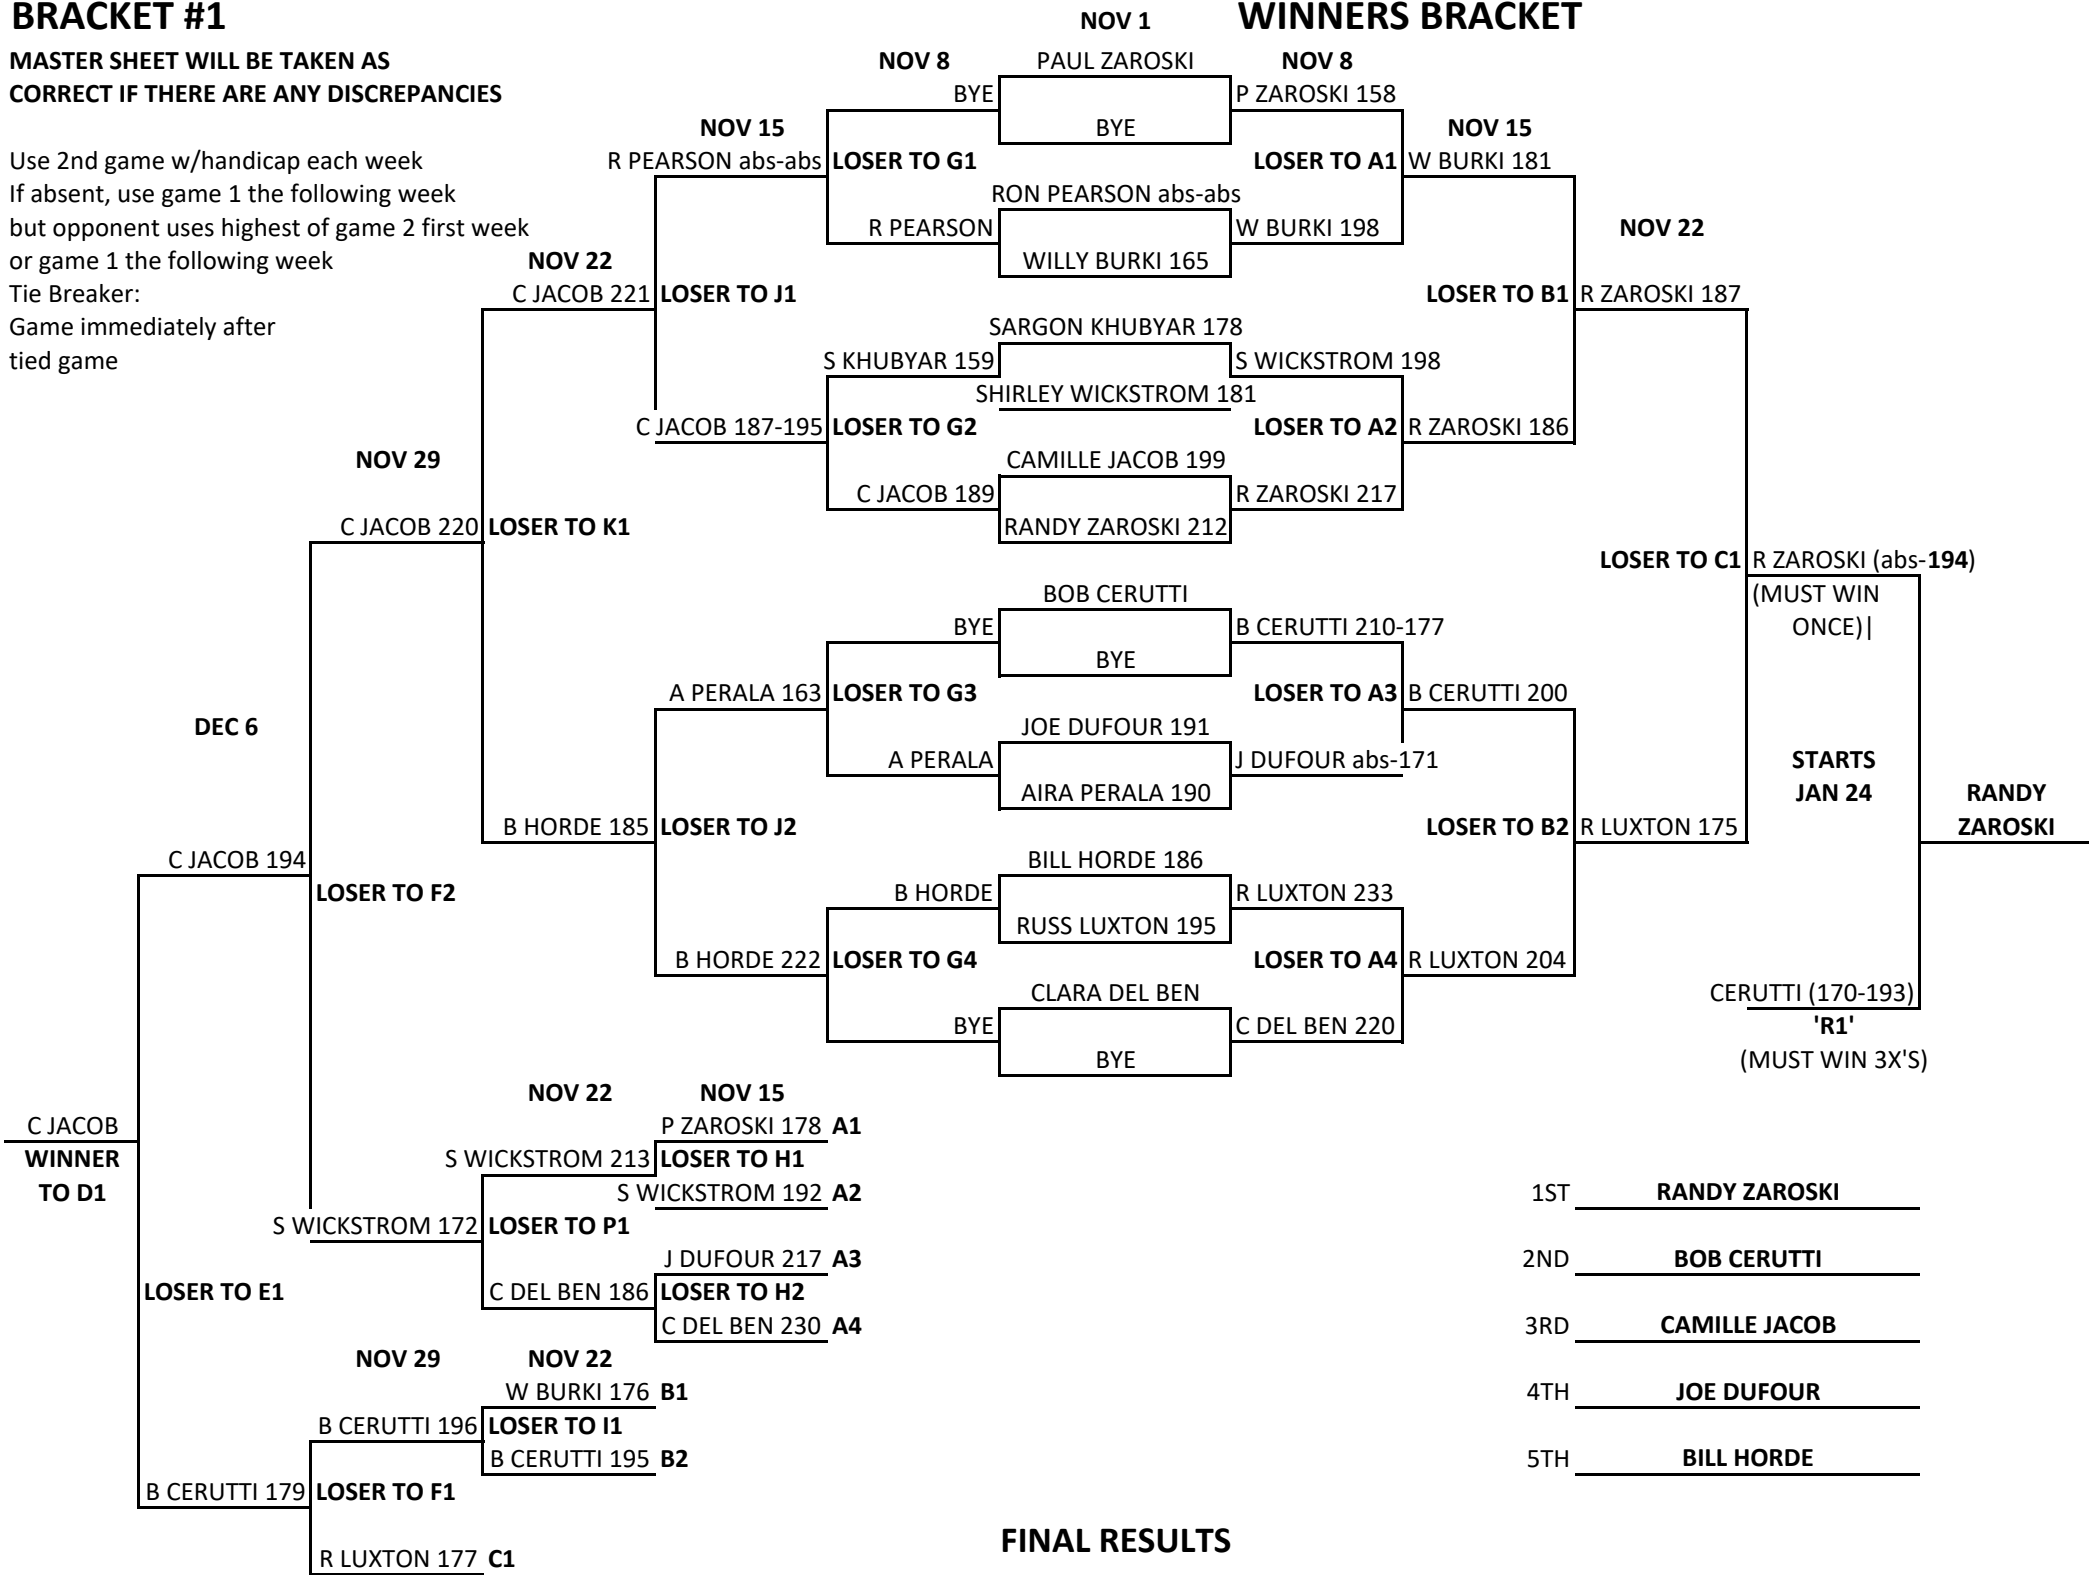 BRACKET #1
NOV 1
WINNERS BRACKET
MASTER SHEET WILL BE TAKEN AS
NOV 8
PAUL ZAROSKI
NOV 8
CORRECT IF THERE ARE ANY DISCREPANCIES
BYE
P ZAROSKI 158
NOV 15
BYE
NOV 15
Use 2nd game w/handicap each week
R PEARSON abs-abs
LOSER TO G1
LOSER TO A1
W BURKI 181
If absent, use game 1 the following week
RON PEARSON abs-abs
but opponent uses highest of game 2 first week
R PEARSON
W BURKI 198
NOV 22
or game 1 the following week
NOV 22
WILLY BURKI 165
Tie Breaker:
C JACOB 221
LOSER TO J1
LOSER TO B1
R ZAROSKI 187
Game immediately after
SARGON KHUBYAR 178
tied game
S KHUBYAR 159
S WICKSTROM 198
SHIRLEY WICKSTROM 181
C JACOB 187-195
LOSER TO G2
LOSER TO A2
R ZAROSKI 186
NOV 29
CAMILLE JACOB 199
C JACOB 189
R ZAROSKI 217
C JACOB 220
LOSER TO K1
RANDY ZAROSKI 212
LOSER TO C1
R ZAROSKI (abs-194)
BOB CERUTTI
(MUST WIN
BYE
B CERUTTI 210-177
ONCE)|
BYE
A PERALA 163
LOSER TO G3
LOSER TO A3
B CERUTTI 200
DEC 6
JOE DUFOUR 191
A PERALA
J DUFOUR abs-171
STARTS
AIRA PERALA 190
JAN 24
RANDY
B HORDE 185
LOSER TO J2
LOSER TO B2
R LUXTON 175
ZAROSKI
C JACOB 194
BILL HORDE 186
LOSER TO F2
B HORDE
R LUXTON 233
RUSS LUXTON 195
B HORDE 222
LOSER TO G4
LOSER TO A4
R LUXTON 204
CLARA DEL BEN
CERUTTI (170-193)
BYE
C DEL BEN 220
'R1'
BYE
(MUST WIN 3X'S)
NOV 22
NOV 15
C JACOB
P ZAROSKI 178
A1
WINNER
S WICKSTROM 213
LOSER TO H1
TO D1
S WICKSTROM 192
A2
1ST
RANDY ZAROSKI
S WICKSTROM 172
LOSER TO P1
J DUFOUR 217
A3
2ND
BOB CERUTTI
LOSER TO E1
C DEL BEN 186
LOSER TO H2
C DEL BEN 230
A4
3RD
CAMILLE JACOB
NOV 29
NOV 22
W BURKI 176
B1
4TH
JOE DUFOUR
B CERUTTI 196
LOSER TO I1
B CERUTTI 195
B2
5TH
BILL HORDE
B CERUTTI 179
LOSER TO F1
FINAL RESULTS
R LUXTON 177
C1